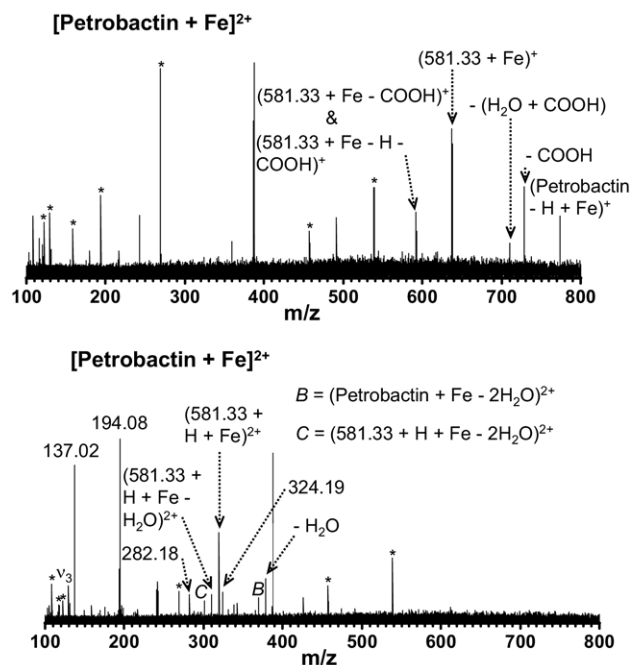 [Petrobactin + Fe]²⁺
(581.33 + Fe)⁺
(581.33 + Fe - COOH)⁺
&
(581.33 + Fe - H -
COOH)⁺
- (H₂O + COOH)
- COOH
(Petrobactin
- H + Fe)⁺
*
*
*
*
*
*
*
100 200 300 400 500 600 700 800
m/z
[Petrobactin + Fe]²⁺
B = (Petrobactin + Fe - 2H₂O)²⁺
C = (581.33 + H + Fe - 2H₂O)²⁺
(581.33 +
H + Fe)²⁺
194.08
137.02
(581.33 +
H + Fe -
H₂O)²⁺
324.19
- H₂O
282.18
ν₃
C
B
*
*
*
*
*
*
100 200 300 400 500 600 700 800
m/z